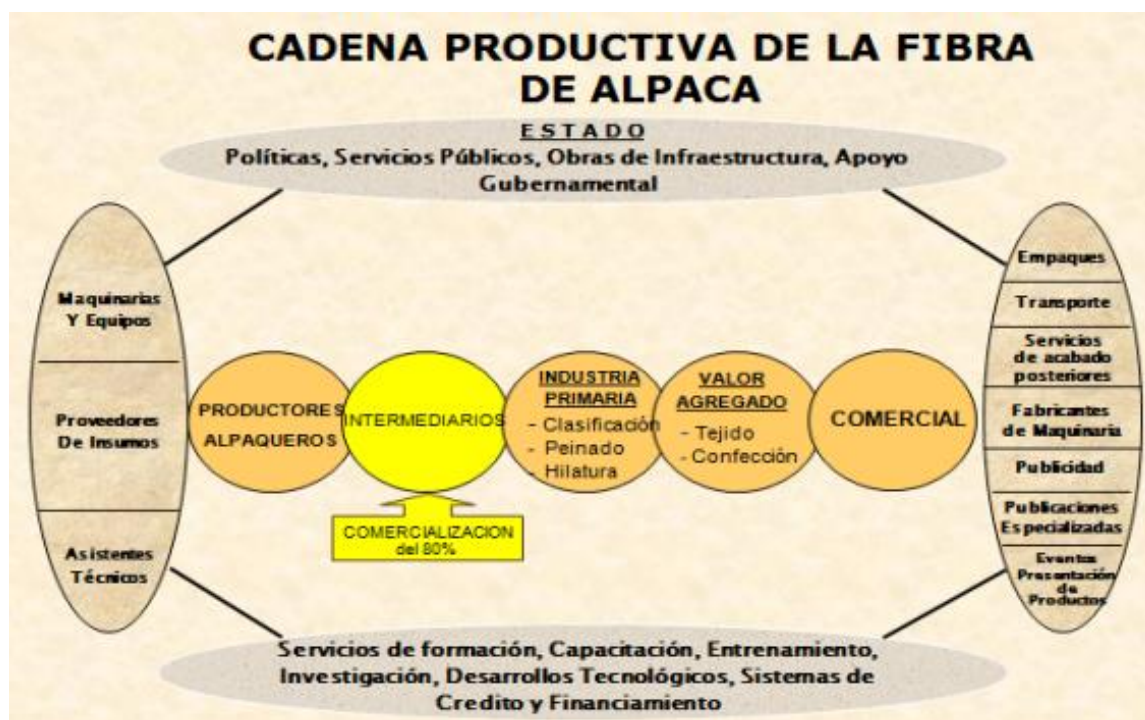 CADENA PRODUCTIVA DE LA FIBRA
DE ALPACA
ESTADO
Políticas, Servicios Públicos, Obras de Infraestructura, Apoyo
Gubernamental
Maquinarias
Y Equipos
Proveedores
De Insumos
Asistentes
Técnicos
PRODUCTORES
ALPAQUEROS
INTERMEDIARIOS
COMERCIALIZACION
del 80%
INDUSTRIA
PRIMARIA
- Clasificación
- Peinado
- Hilatura
VALOR
AGREGADO
- Tejido
- Confección
COMERCIAL
Empaques
Transporte
Servicios
de acabado
posteriores
Fabricantes
de Maquinaria
Publicidad
Publicaciones
Especializadas
Eventos
Presentación
de
Productos
Servicios de formación, Capacitación, Entrenamiento,
Investigación, Desarrollos Tecnológicos, Sistemas de
Credito y Financiamiento